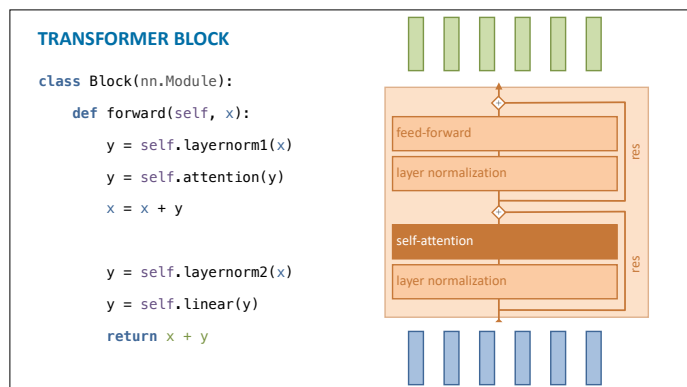 TRANSFORMER BLOCK
class Block(nn.Module):
def forward(self, x):
y = self.layernorm1(x)
y = self.attention(y)
x = x + y
y = self.layernorm2(x)
y = self.linear(y)
return x + y
+
feed-forward
layer normalization
res
+
self-attention
layer normalization
res